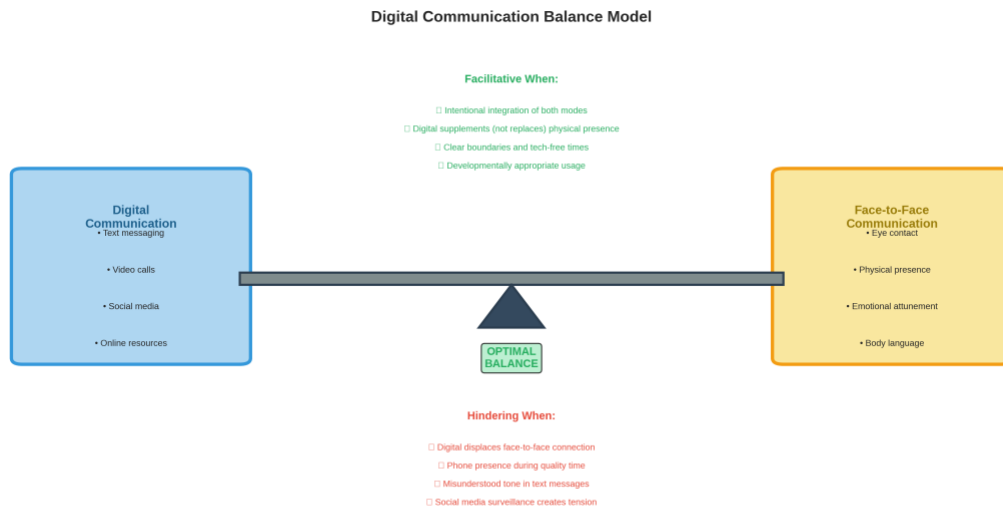 Digital Communication Balance Model
Facilitative When:
▯ Intentional integration of both modes
▯ Digital supplements (not replaces) physical presence
▯ Clear boundaries and tech-free times
▯ Developmentally appropriate usage
Digital
Communication
• Text messaging
• Video calls
• Social media
• Online resources
Face-to-Face
Communication
• Eye contact
• Physical presence
• Emotional attunement
• Body language
OPTIMAL
BALANCE
Hindering When:
▯ Digital displaces face-to-face connection
▯ Phone presence during quality time
▯ Misunderstood tone in text messages
▯ Social media surveillance creates tension